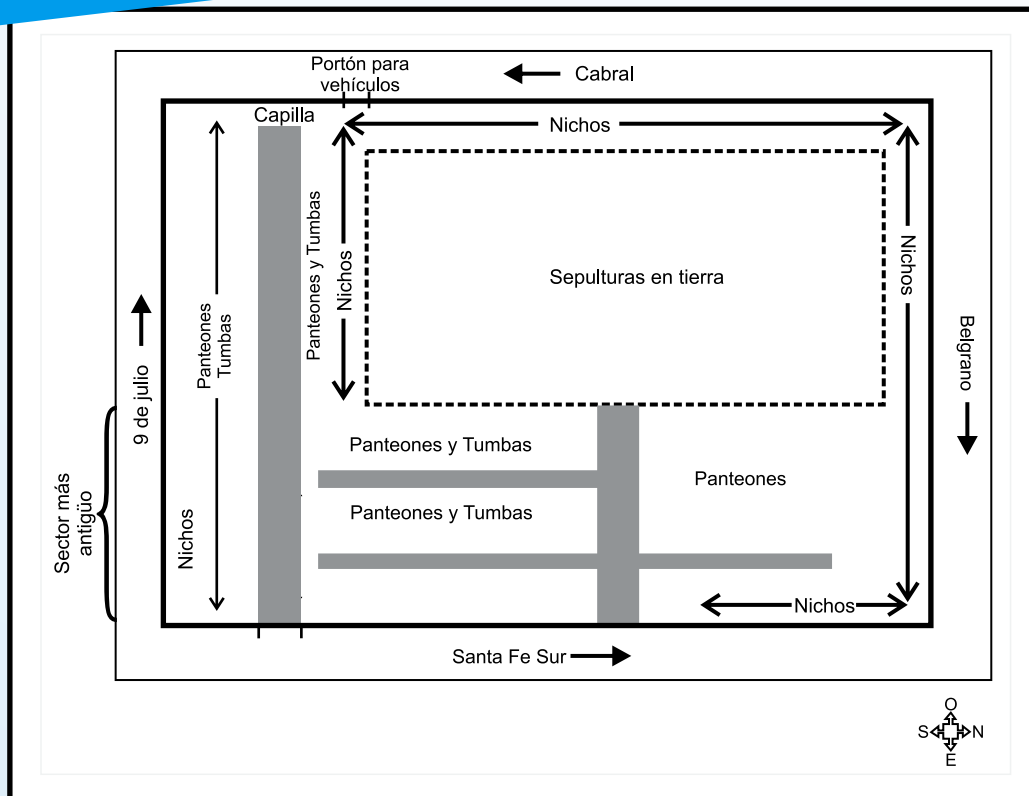 Portón para
vehículos
Cabral
Capilla
Nichos
Panteones y Tumbas
Nichos
Nichos
Sepulturas en tierra
Panteones
Tumbas
9 de julio
Belgrano
Sector más
antigüo
Nichos
Panteones y Tumbas
Panteones
Panteones y Tumbas
Nichos
Santa Fe Sur
O
S
N
E